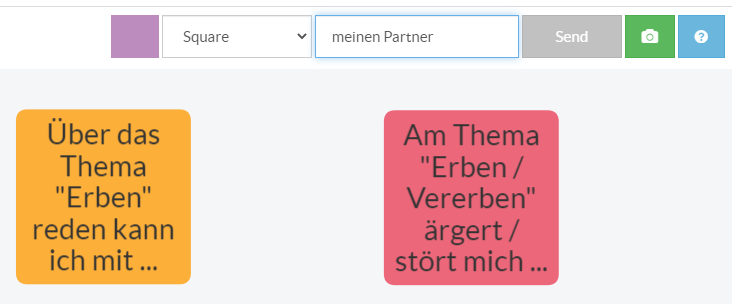 Square
meinen Partner
Send
?
Über das
Thema
"Erben"
reden kann
ich mit ...
Am Thema
"Erben /
Vererben"
ärgert /
stört mich ...